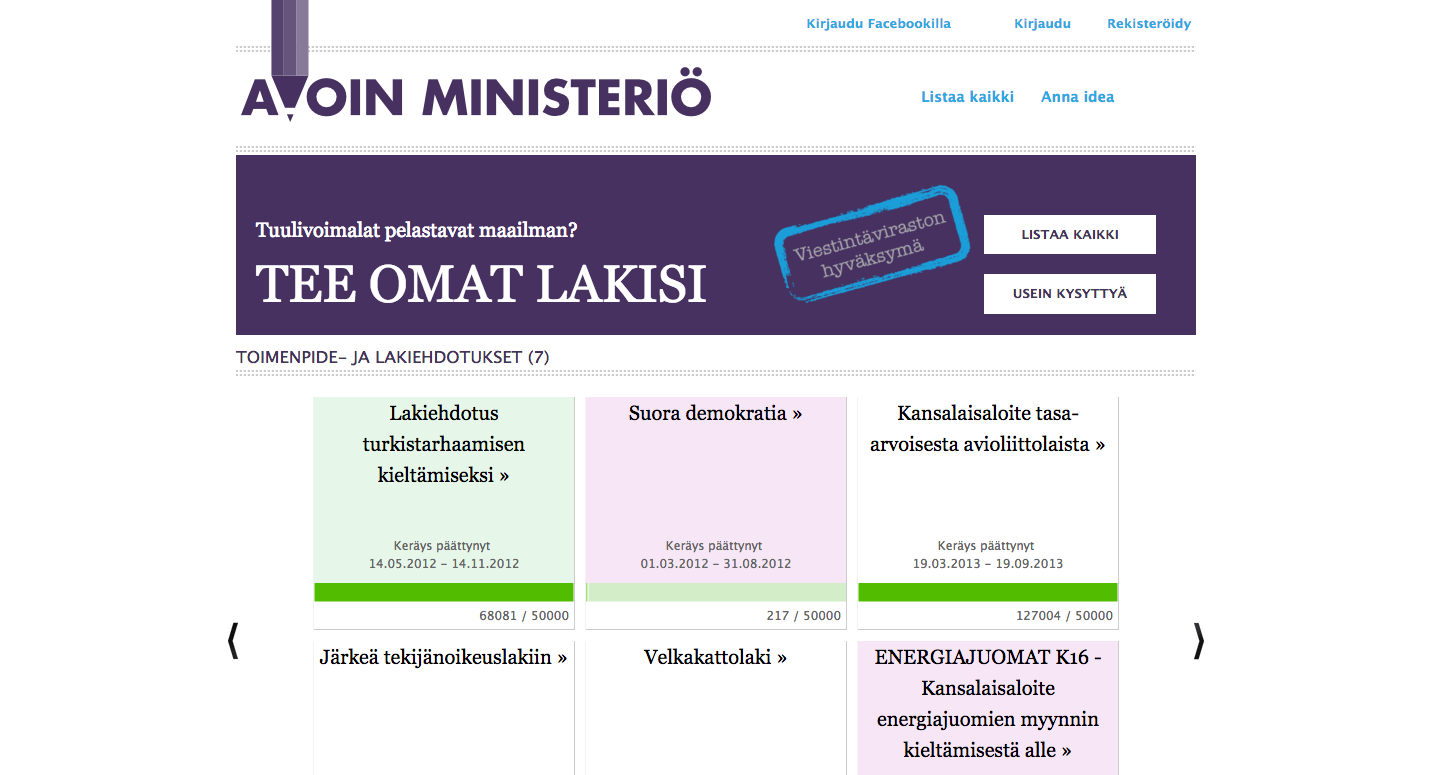 Kirjaudu Facebookilla Kirjaudu Rekisteröidy
AVOIN MINISTERIÖ
Listaa kaikki Anna idea
Tuulivoimalat pelastavat maailman?
TEE OMAT LAKISI
Viestintäviraston
hyväksymä
LISTAA KAIKKI
USEIN KYSYTTYÄ
TOIMENPIDE- JA LAKIEHDOTUKSET (7)
Lakiehdotus
turkistarhaamisen
kieltämiseksi »
Keräys päättynyt
14.05.2012 – 14.11.2012
68081 / 50000
Suora demokratia »
Keräys päättynyt
01.03.2012 – 31.08.2012
217 / 50000
Kansalaisaloite tasa-
arvoisesta avioliittolaista »
Keräys päättynyt
19.03.2013 – 19.09.2013
127004 / 50000
Järkeä tekijänoikeuslakiin »
Velkakattolaki »
ENERGIAJUOMAT K16 -
Kansalaisaloite
energiajuomien myynnin
kieltämisestä alle »